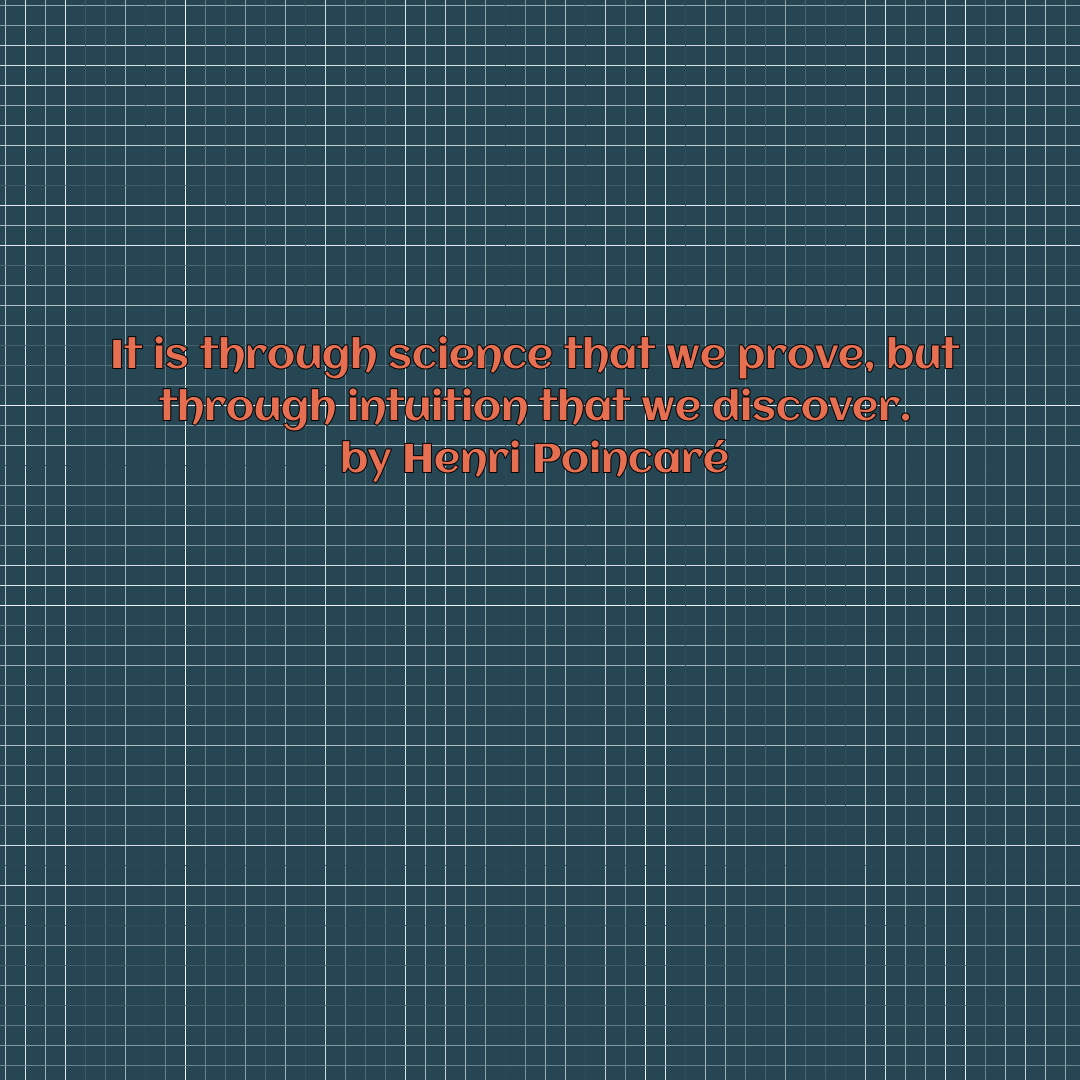 It is through science that we prove, but
through intuition that we discover.
by Henri Poincaré